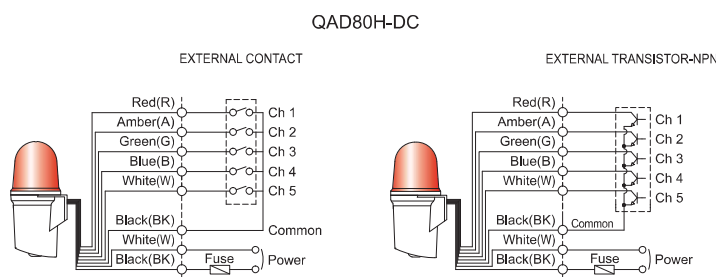 QAD80H-DC
EXTERNAL CONTACT
Red(R)
Ch 1
Amber(A)
Ch 2
Green(G)
Ch 3
Blue(B)
Ch 4
White(W)
Ch 5
Black(BK)
Common
White(W)
Black(BK)
Fuse
Power
EXTERNAL TRANSISTOR-NPN
Red(R)
Ch 1
Amber(A)
Ch 2
Green(G)
Ch 3
Blue(B)
Ch 4
White(W)
Ch 5
Black(BK)
Common
White(W)
Black(BK)
Fuse
Power